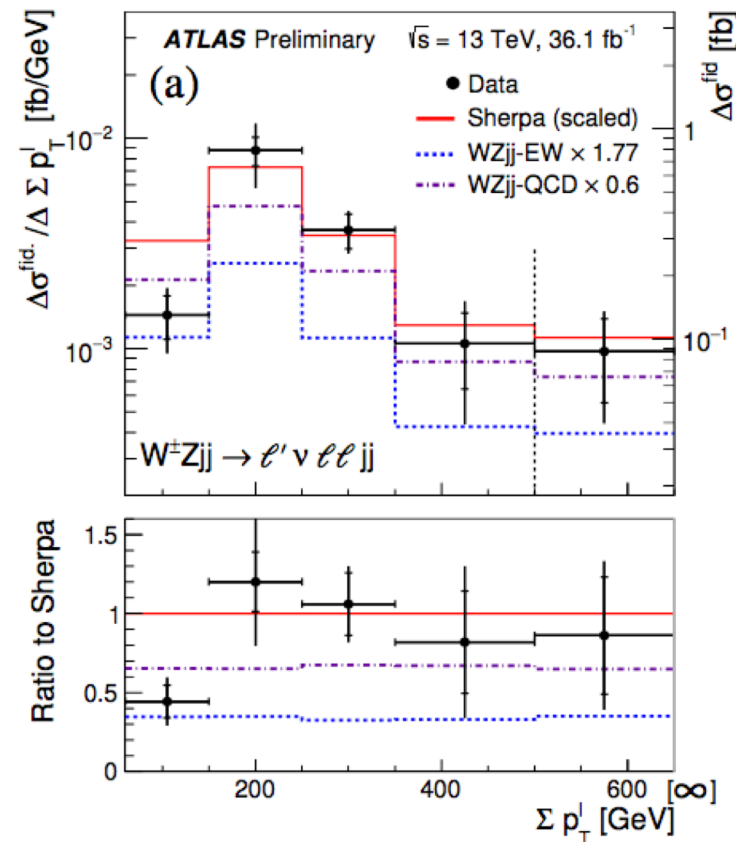 ATLAS Preliminary √s = 13 TeV, 36.1 fb⁻¹
(a)
Data
Sherpa (scaled)
WZjj-EW × 1.77
WZjj-QCD × 0.6
Δσ^fid. / Δ Σ p_T^l [fb/GeV]
Δσ^fid [fb]
10⁻²
10⁻³
1
10⁻¹
W±Zjj → ℓ′ ν ℓℓ jj
Ratio to Sherpa
1.5
1
0.5
0
200
400
600
[∞]
Σ p_T^l [GeV]